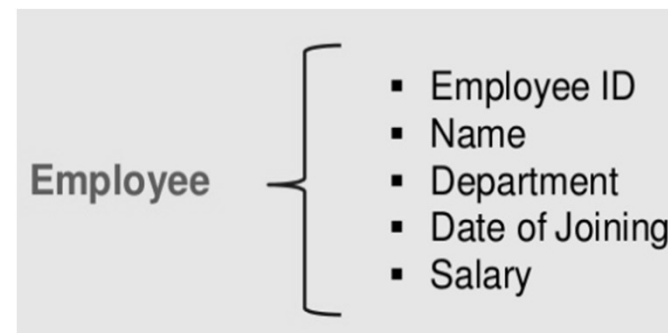 Employee
▪ Employee ID
▪ Name
▪ Department
▪ Date of Joining
▪ Salary